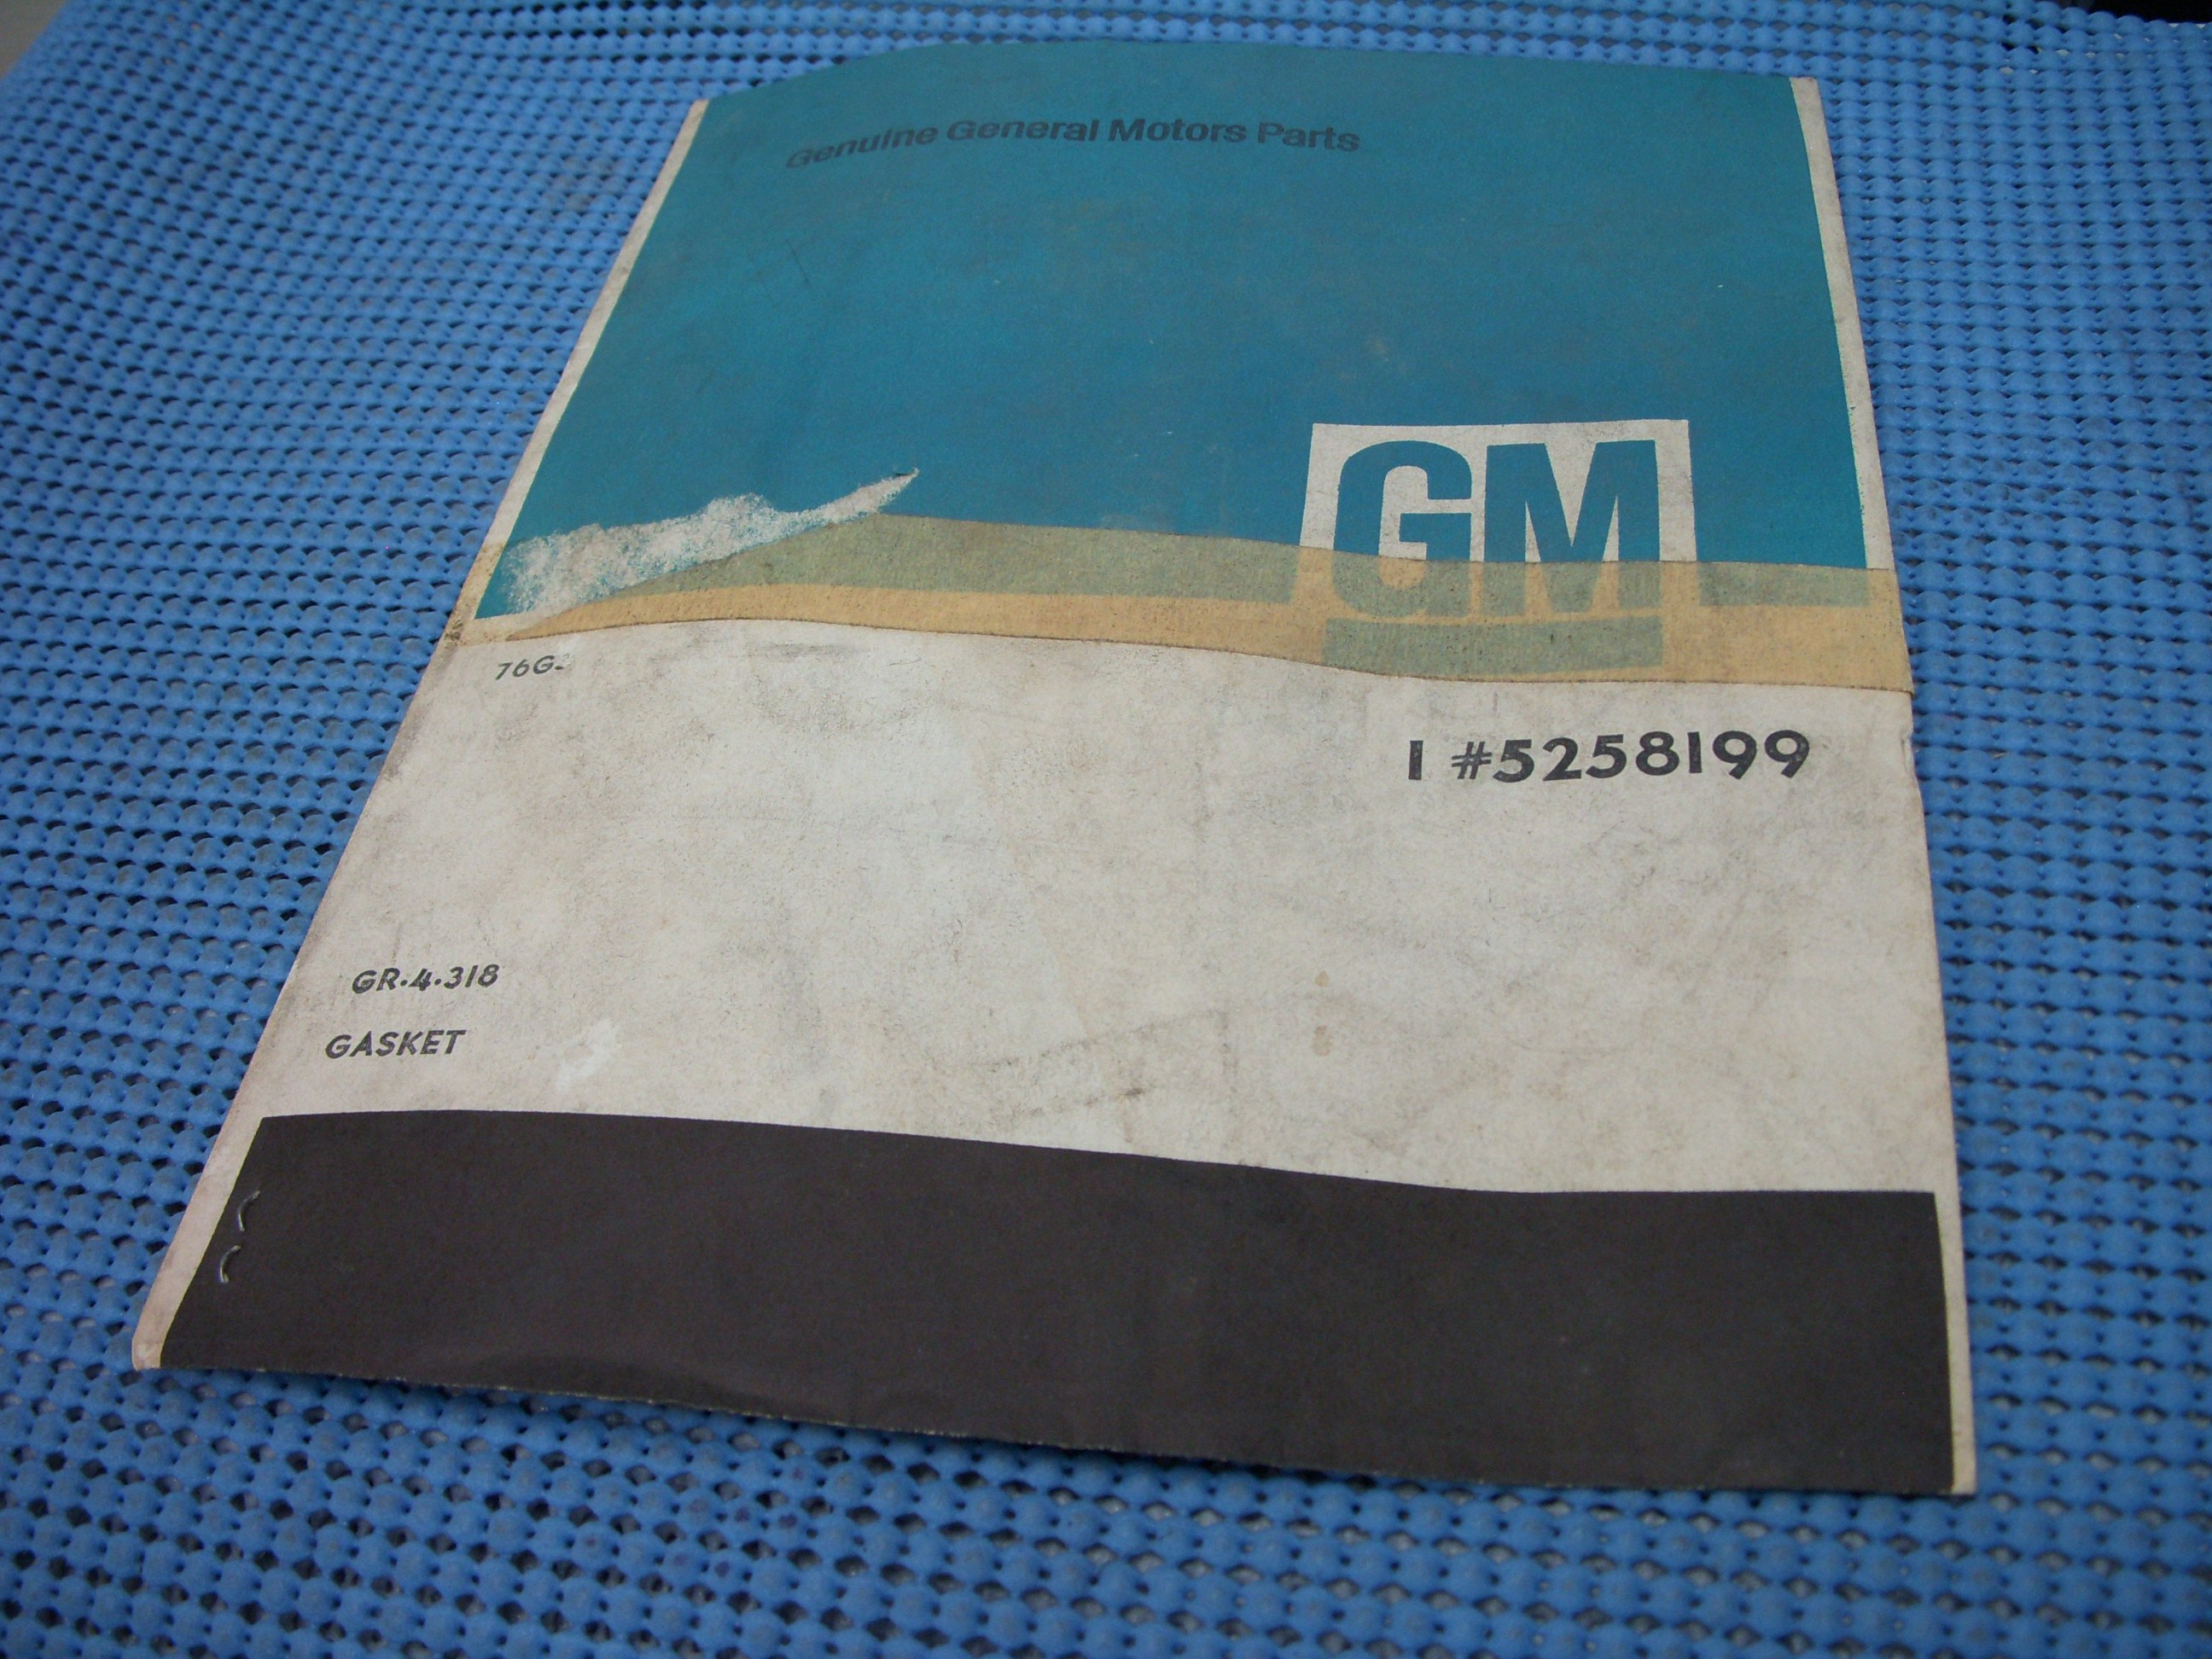 Genuine General Motors Parts
GM
76G
1 #5258199
GR.4.318
GASKET